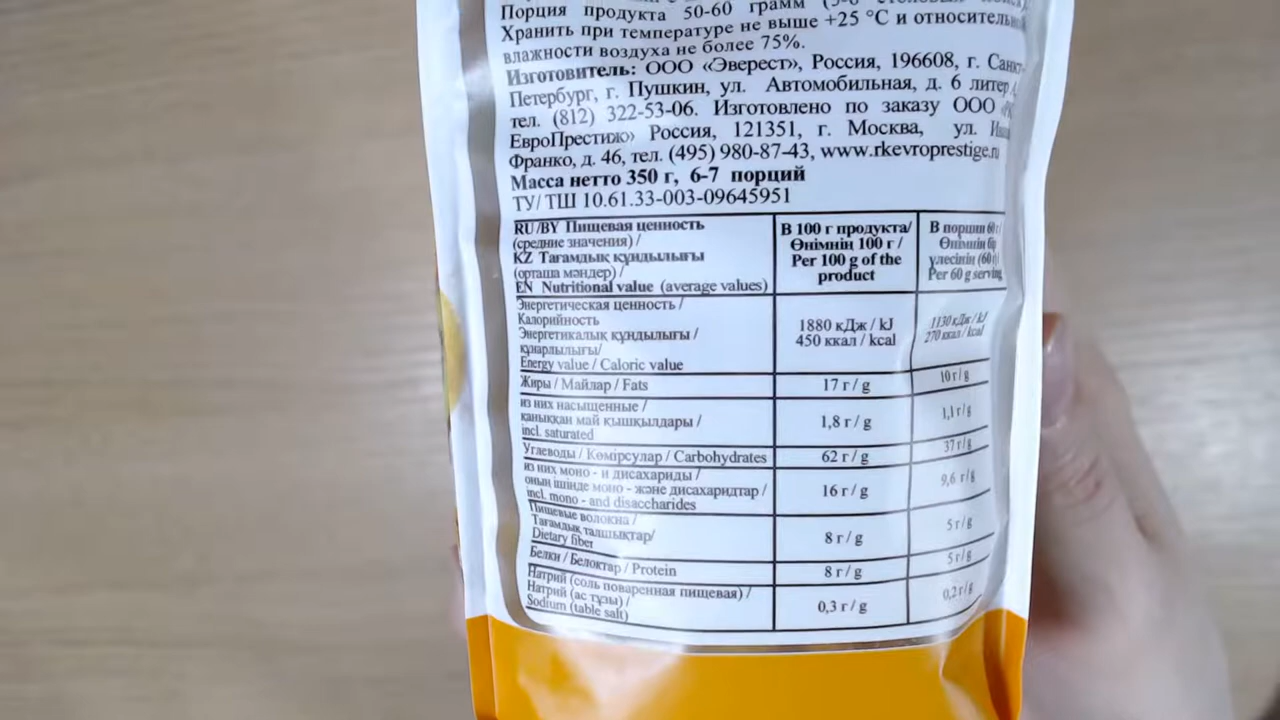 Порция продукта 50-60 грамм
Хранить при температуре не выше +25 °C и относительной
влажности воздуха не более 75%.
Изготовитель: ООО «Эверест», Россия, 196608, г. Санкт-
Петербург, г. Пушкин, ул. Автомобильная, д. 6 литер
тел. (812) 322-53-06. Изготовлено по заказу ООО
ЕвроПрестиж» Россия, 121351, г. Москва, ул.
Франко, д. 46, тел. (495) 980-87-43, www.rkevroprestige.ru
Масса нетто 350 г, 6-7 порций
ТУ/ ТШ 10.61.33-003-09645951
RU/BY Пищевая ценность
(средние значения) /
KZ Тағамдық құндылығы
(орташа мәндер) /
EN Nutritional value (average values)
В 100 г продукта/
Өнімнің 100 г /
Per 100 g of the
product
В порции 60 г/
Өнімнің бір
үлесінің (60 г)
Per 60 g serving
Энергетическая ценность /
Калорийность
Энергетикалық құндылығы /
құнарлылығы/
Energy value / Caloric value
1880 кДж / kJ
450 ккал / kcal
1130 кДж / kJ
270 ккал / kcal
Жиры / Майлар / Fats
17 г / g
10 г / g
из них насыщенные /
қаныққан май қышқылдары /
incl. saturated
1,8 г / g
1,1 г / g
Углеводы / Көмірсулар / Carbohydrates
62 г / g
37 г / g
из них моно - и дисахариды /
оның ішінде моно - және дисахаридтар /
incl. mono - and disaccharides
16 г / g
9,6 г / g
Пищевые волокна /
Тағамдық талшықтар/
Dietary fiber
8 г / g
5 г / g
Белки / Белоктар / Protein
8 г / g
5 г / g
Натрий (соль поваренная пищевая) /
Натрий (ас тұзы) /
Sodium (table salt)
0,3 г / g
0,2 г / g